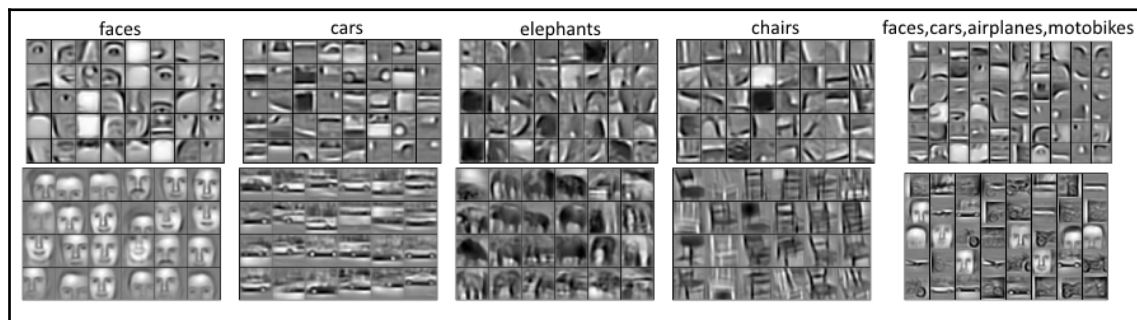 faces
cars
elephants
chairs
faces,cars,airplanes,motobikes